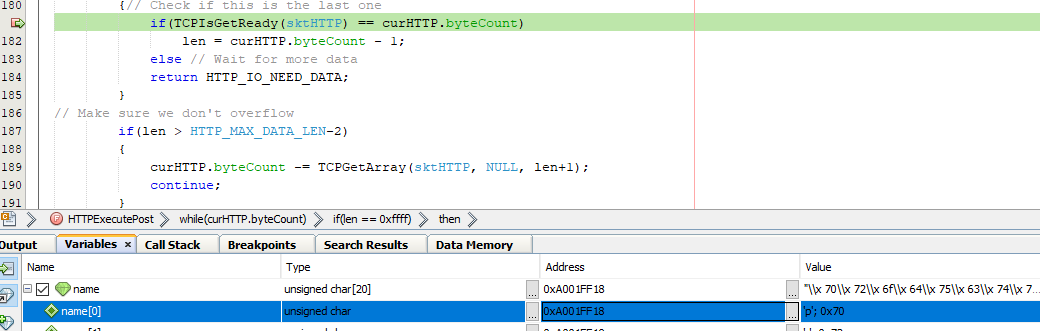 180 {// Check if this is the last one
if(TCPIsGetReady(sktHTTP) == curHTTP.byteCount)
182 len = curHTTP.byteCount - 1;
183 else // Wait for more data
184 return HTTP_IO_NEED_DATA;
185 }
186 // Make sure we don't overflow
187 if(len > HTTP_MAX_DATA_LEN-2)
188 {
189 curHTTP.byteCount -= TCPGetArray(sktHTTP, NULL, len+1);
190 continue;
191 }
HTTPExecutePost while(curHTTP.byteCount) if(len == 0xffff) then
Output Variables × Call Stack Breakpoints Search Results Data Memory
Name Type Address Value
name unsigned char[20] ... 0xA001FF18 ... "\\x 70\\x 72\\x 6f\\x 64\\x 75\\x 63\\x 74\\x 7...
name[0] unsigned char ... 0xA001FF18 ... 'p'; 0x70